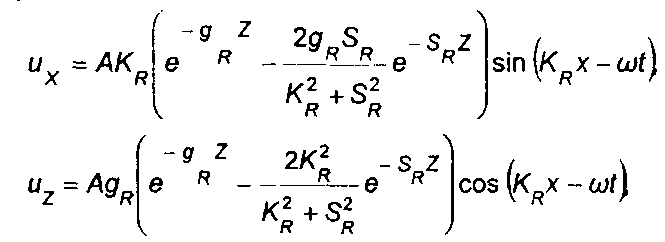 u_X = AK_R(e^{-g_R Z} - \frac{2g_R S_R}{K_R^2 + S_R^2} e^{-S_R Z}) sin (K_R x - ωt),
u_Z = Ag_R(e^{-g_R Z} - \frac{2K_R^2}{K_R^2 + S_R^2} e^{-S_R Z}) cos (K_R x - ωt),